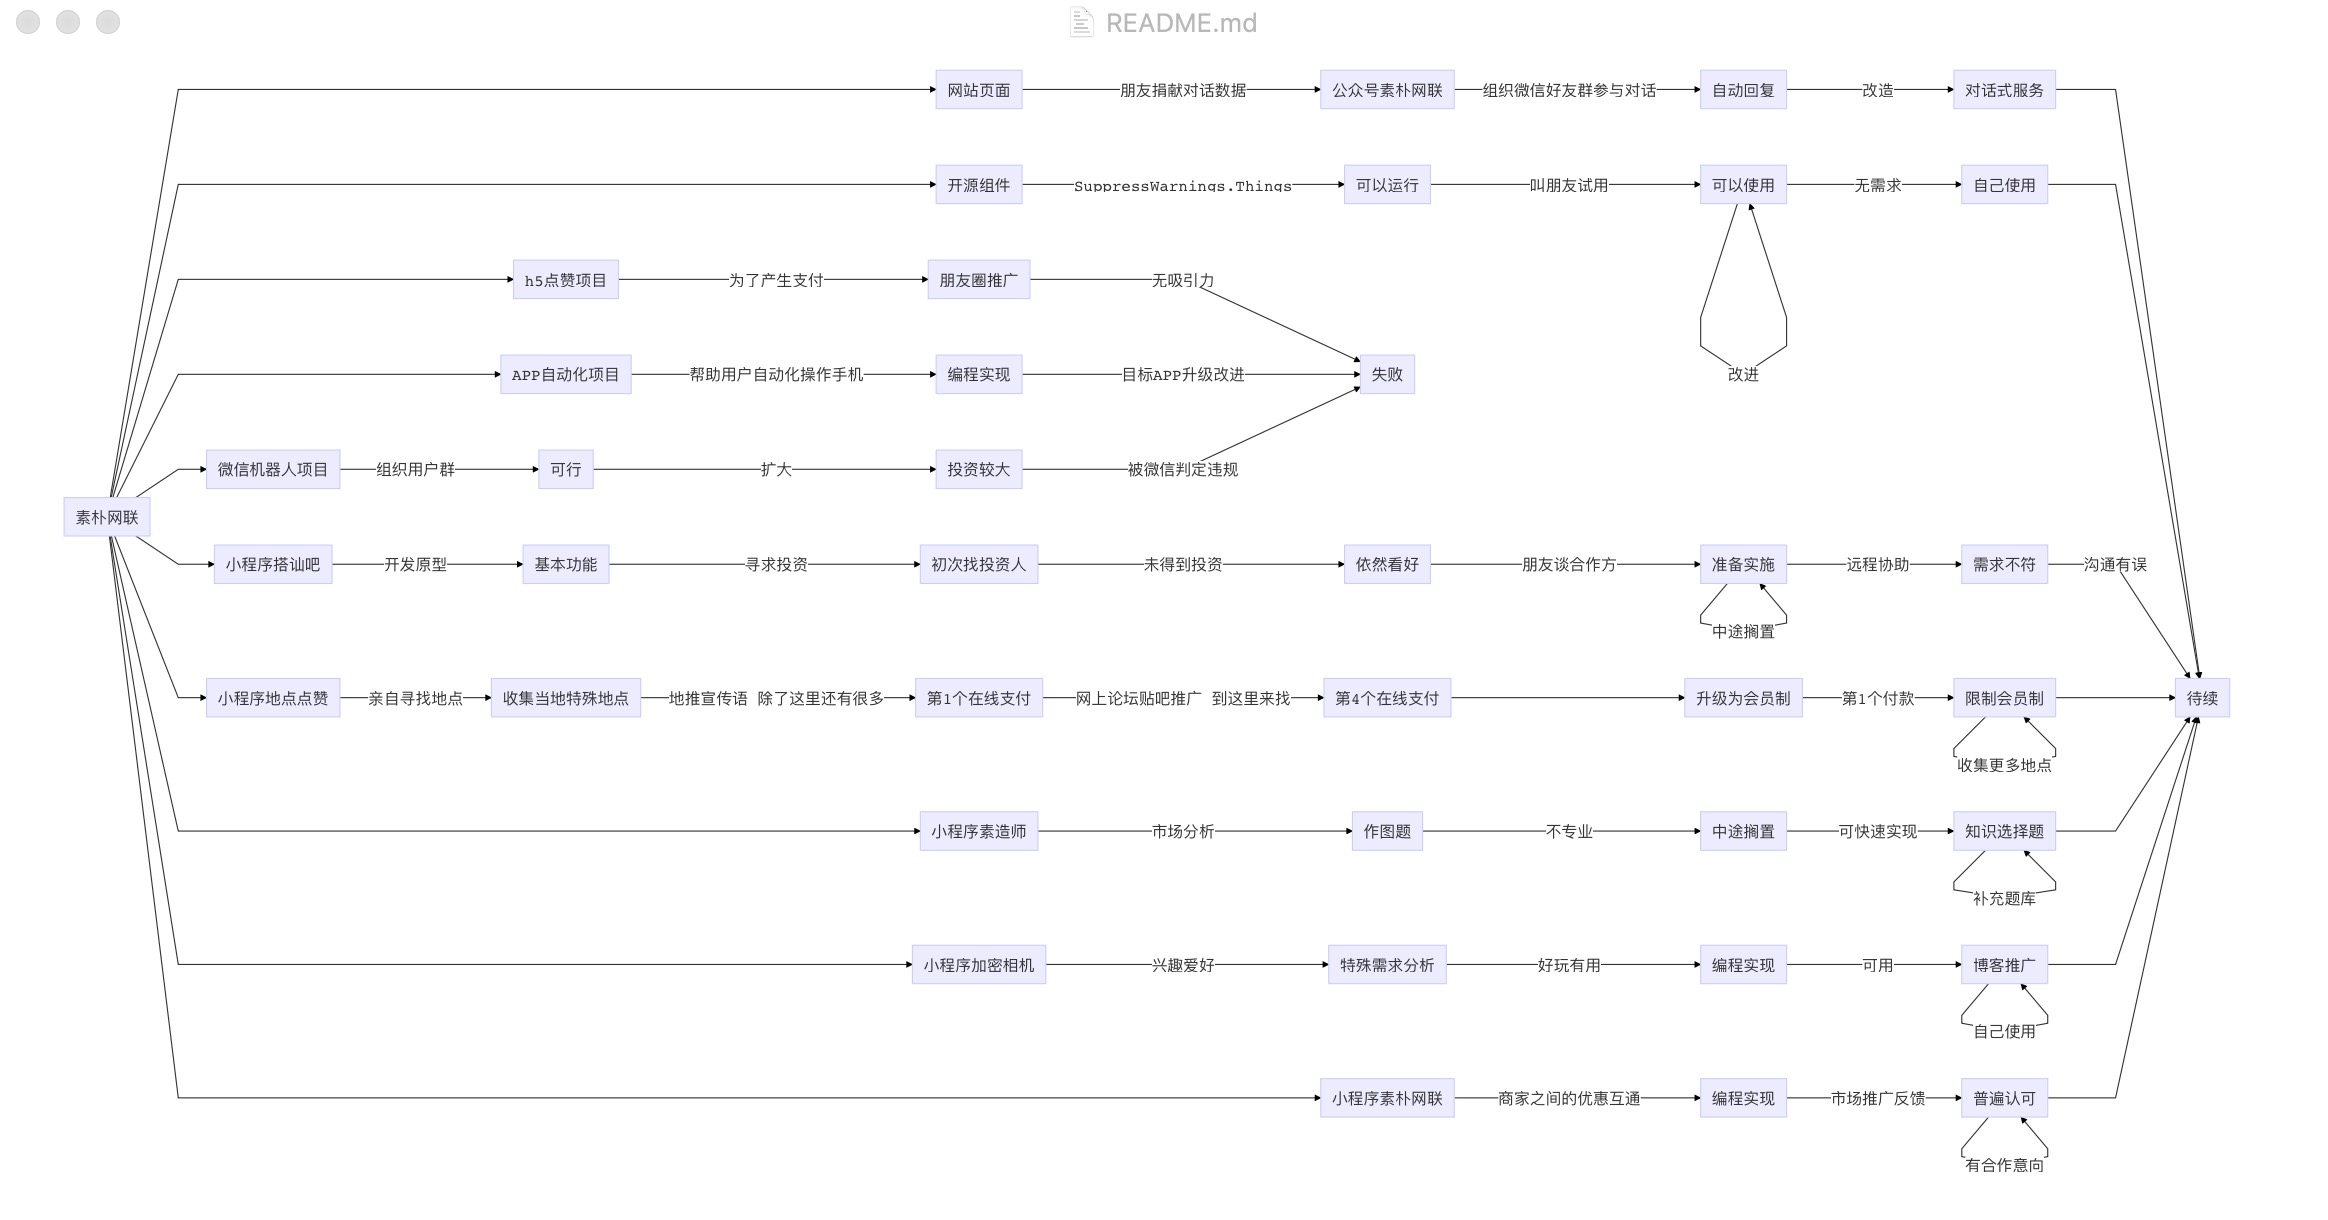 README.md
网站页面 朋友捐献对话数据 公众号素朴网联 组织微信好友群参与对话 自动回复 改造 对话式服务
开源组件 SuppressWarnings.Things 可以运行 叫朋友试用 可以使用 无需求 自己使用
h5点赞项目 为了产生支付 朋友圈推广 无吸引力
APP自动化项目 帮助用户自动化操作手机 编程实现 目标APP升级改进 失败 改进
微信机器人项目 组织用户群 可行 扩大 投资较大 被微信判定违规
素朴网联
小程序搭讪吧 开发原型 基本功能 寻求投资 初次找投资人 未得到投资 依然看好 朋友谈合作方 准备实施 远程协助 需求不符 沟通有误
中途搁置
小程序地点点赞 亲自寻找地点 收集当地特殊地点 地推宣传语 除了这里还有很多 第1个在线支付 网上论坛贴吧推广 到这里来找 第4个在线支付 升级为会员制 第1个付款 限制会员制 待续
收集更多地点
小程序素造师 市场分析 作图题 不专业 中途搁置 可快速实现 知识选择题
补充题库
小程序加密相机 兴趣爱好 特殊需求分析 好玩有用 编程实现 可用 博客推广
自己使用
小程序素朴网联 商家之间的优惠互通 编程实现 市场推广反馈 普遍认可
有合作意向